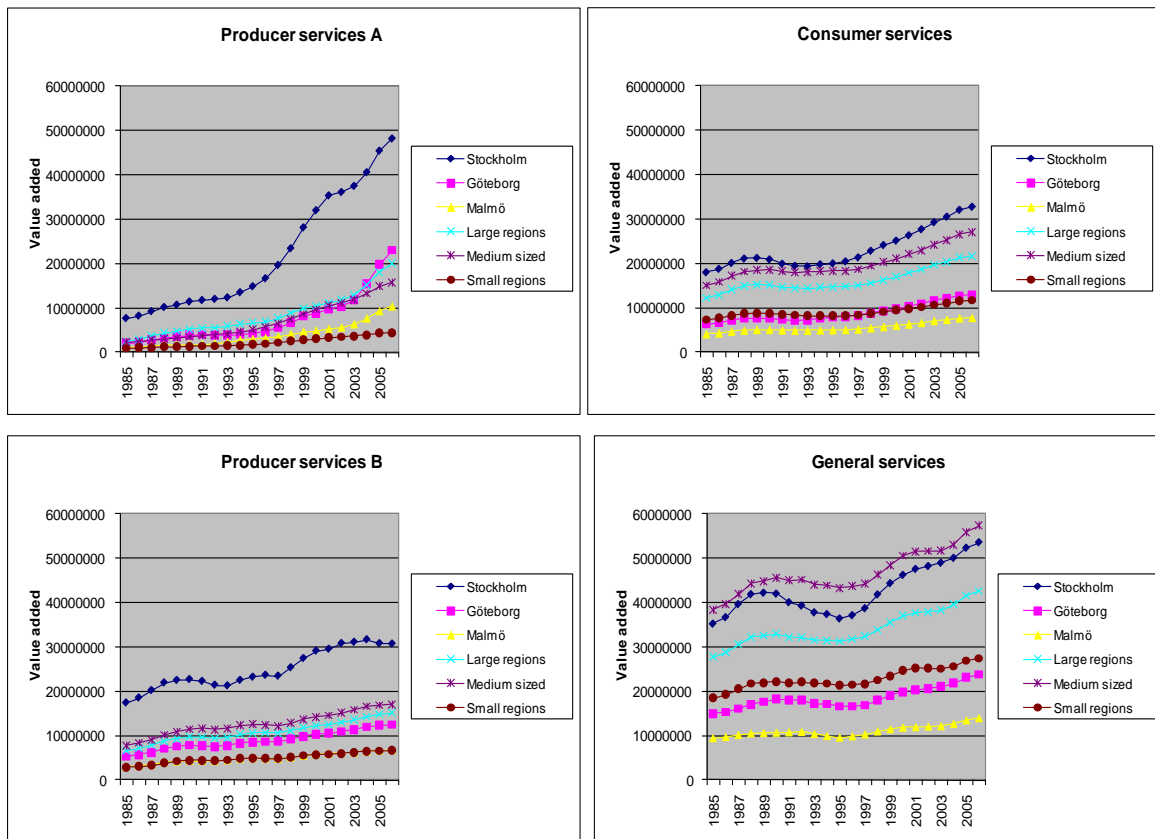 Producer services A
Value added
60000000
50000000
40000000
30000000
20000000
10000000
0
1985
1987
1989
1991
1993
1995
1997
1999
2001
2003
2005
Stockholm
Göteborg
Malmö
Large regions
Medium sized
Small regions
Consumer services
Value added
60000000
50000000
40000000
30000000
20000000
10000000
0
1985
1987
1989
1991
1993
1995
1997
1999
2001
2003
2005
Stockholm
Göteborg
Malmö
Large regions
Medium sized
Small regions
Producer services B
Value added
60000000
50000000
40000000
30000000
20000000
10000000
0
1985
1987
1989
1991
1993
1995
1997
1999
2001
2003
2005
Stockholm
Göteborg
Malmö
Large regions
Medium sized
Small regions
General services
Value added
60000000
50000000
40000000
30000000
20000000
10000000
0
1985
1987
1989
1991
1993
1995
1997
1999
2001
2003
2005
Stockholm
Göteborg
Malmö
Large regions
Medium sized
Small regions